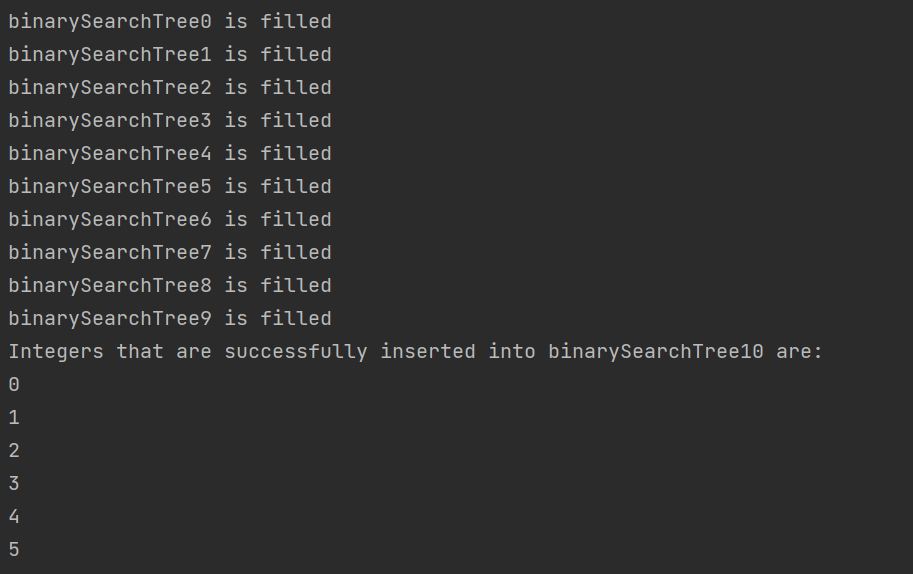 binarySearchTree0 is filled
binarySearchTree1 is filled
binarySearchTree2 is filled
binarySearchTree3 is filled
binarySearchTree4 is filled
binarySearchTree5 is filled
binarySearchTree6 is filled
binarySearchTree7 is filled
binarySearchTree8 is filled
binarySearchTree9 is filled
Integers that are successfully inserted into binarySearchTree10 are:
0
1
2
3
4
5